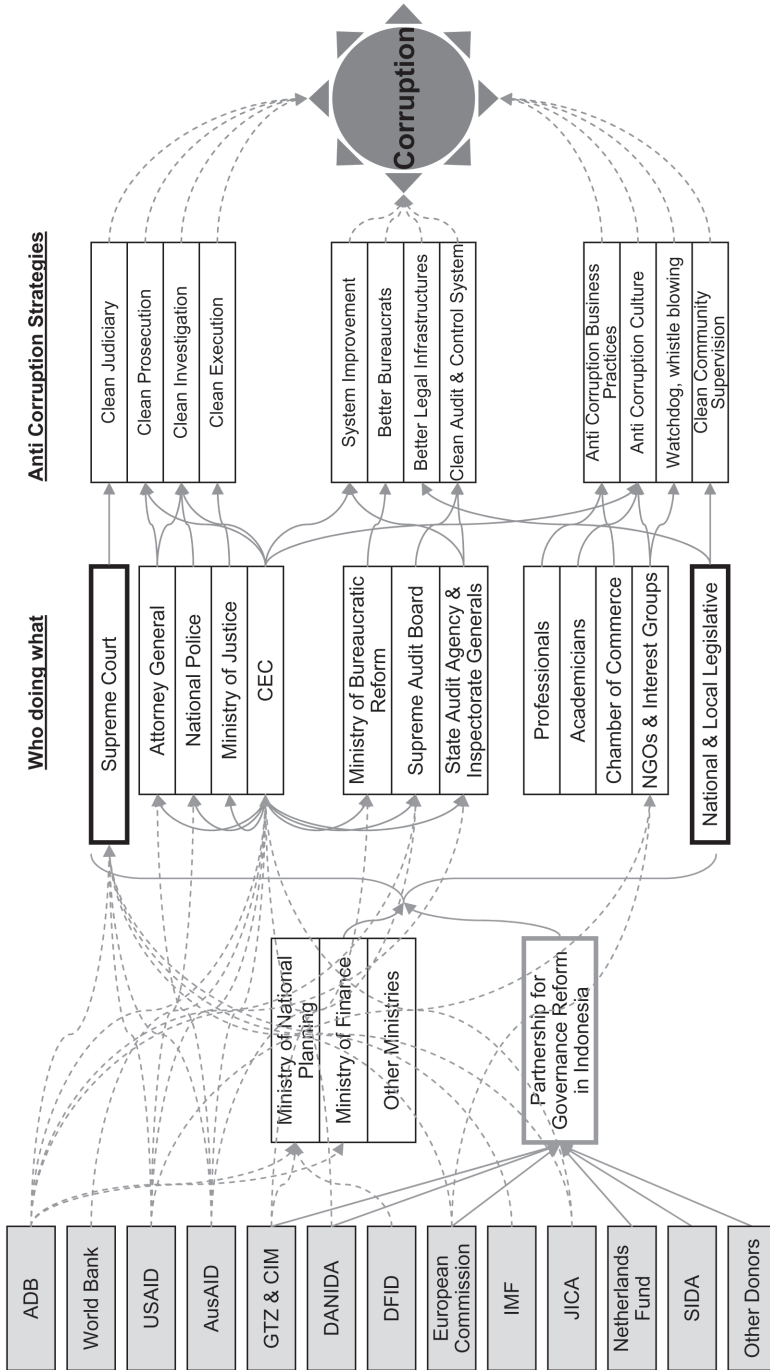 ADB
World Bank
USAID
AusAID
GTZ & CIM
DANIDA
DFID
European
Commission
IMF
JICA
Netherlands
Fund
SIDA
Other Donors
Ministry of National
Planning
Ministry of Finance
Other Ministries
Partnership for
Governance Reform
in Indonesia
Who doing what
Supreme Court
Attorney General
National Police
Ministry of Justice
CEC
Ministry of Bureaucratic
Reform
Supreme Audit Board
State Audit Agency &
Inspectorate Generals
Professionals
Academicians
Chamber of Commerce
NGOs & Interest Groups
National & Local Legislative
Anti Corruption Strategies
Clean Judiciary
Clean Prosecution
Clean Investigation
Clean Execution
System Improvement
Better Bureaucrats
Better Legal Infrastructures
Clean Audit & Control System
Anti Corruption Business
Practices
Anti Corruption Culture
Watchdog, whistle blowing
Clean Community
Supervision
Corruption